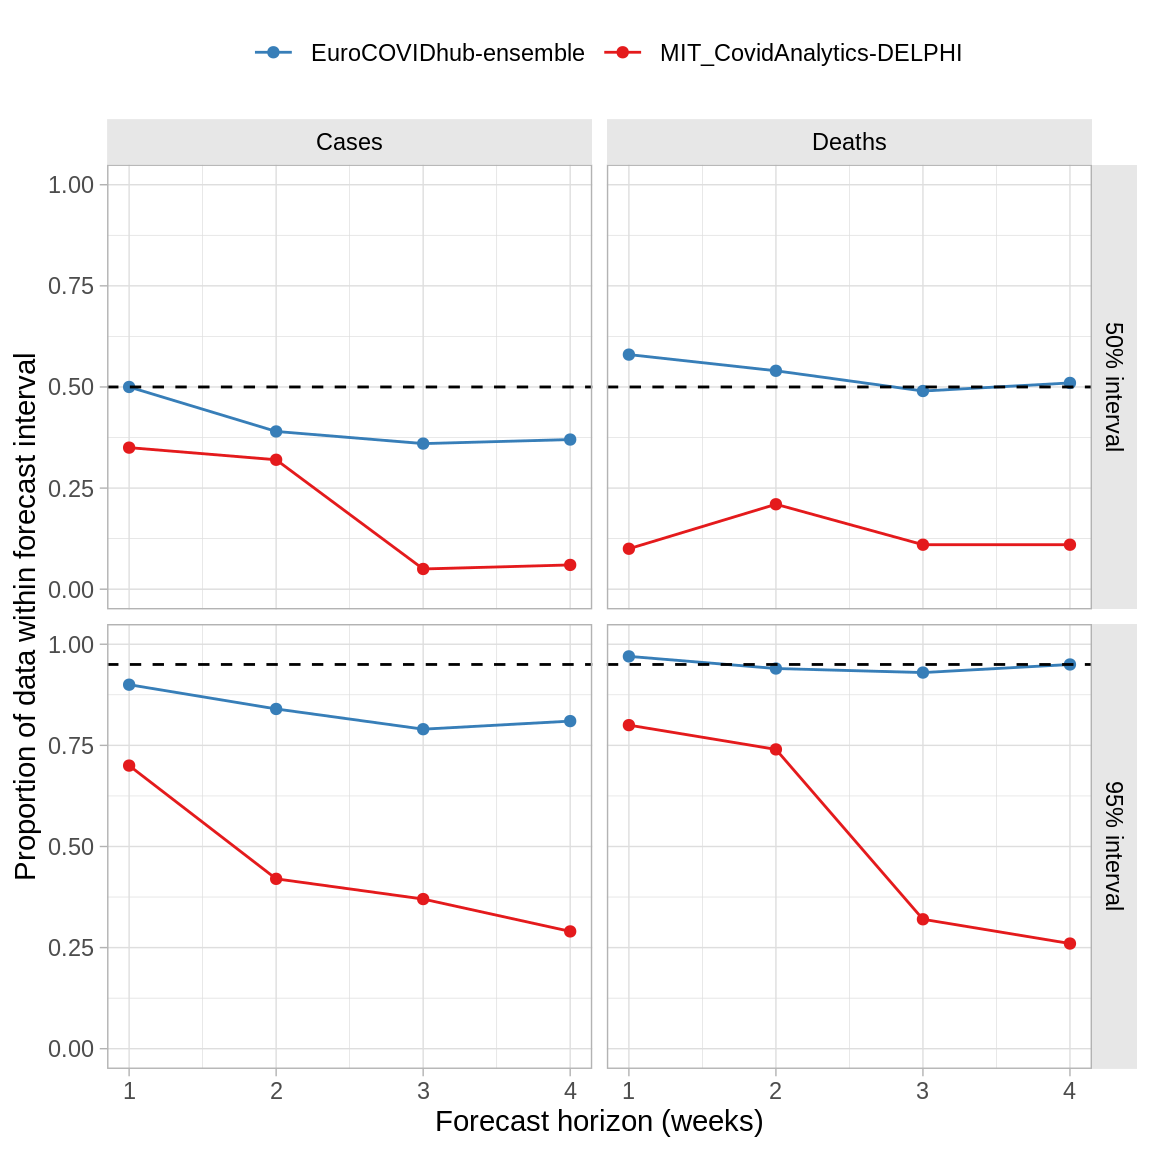 EuroCOVIDhub-ensemble MIT_CovidAnalytics-DELPHI
Cases Deaths
1.00
0.75
0.50
0.25
0.00
50% interval
1.00
0.75
0.50
0.25
0.00
95% interval
Proportion of data within forecast interval
1 2 3 4 1 2 3 4
Forecast horizon (weeks)